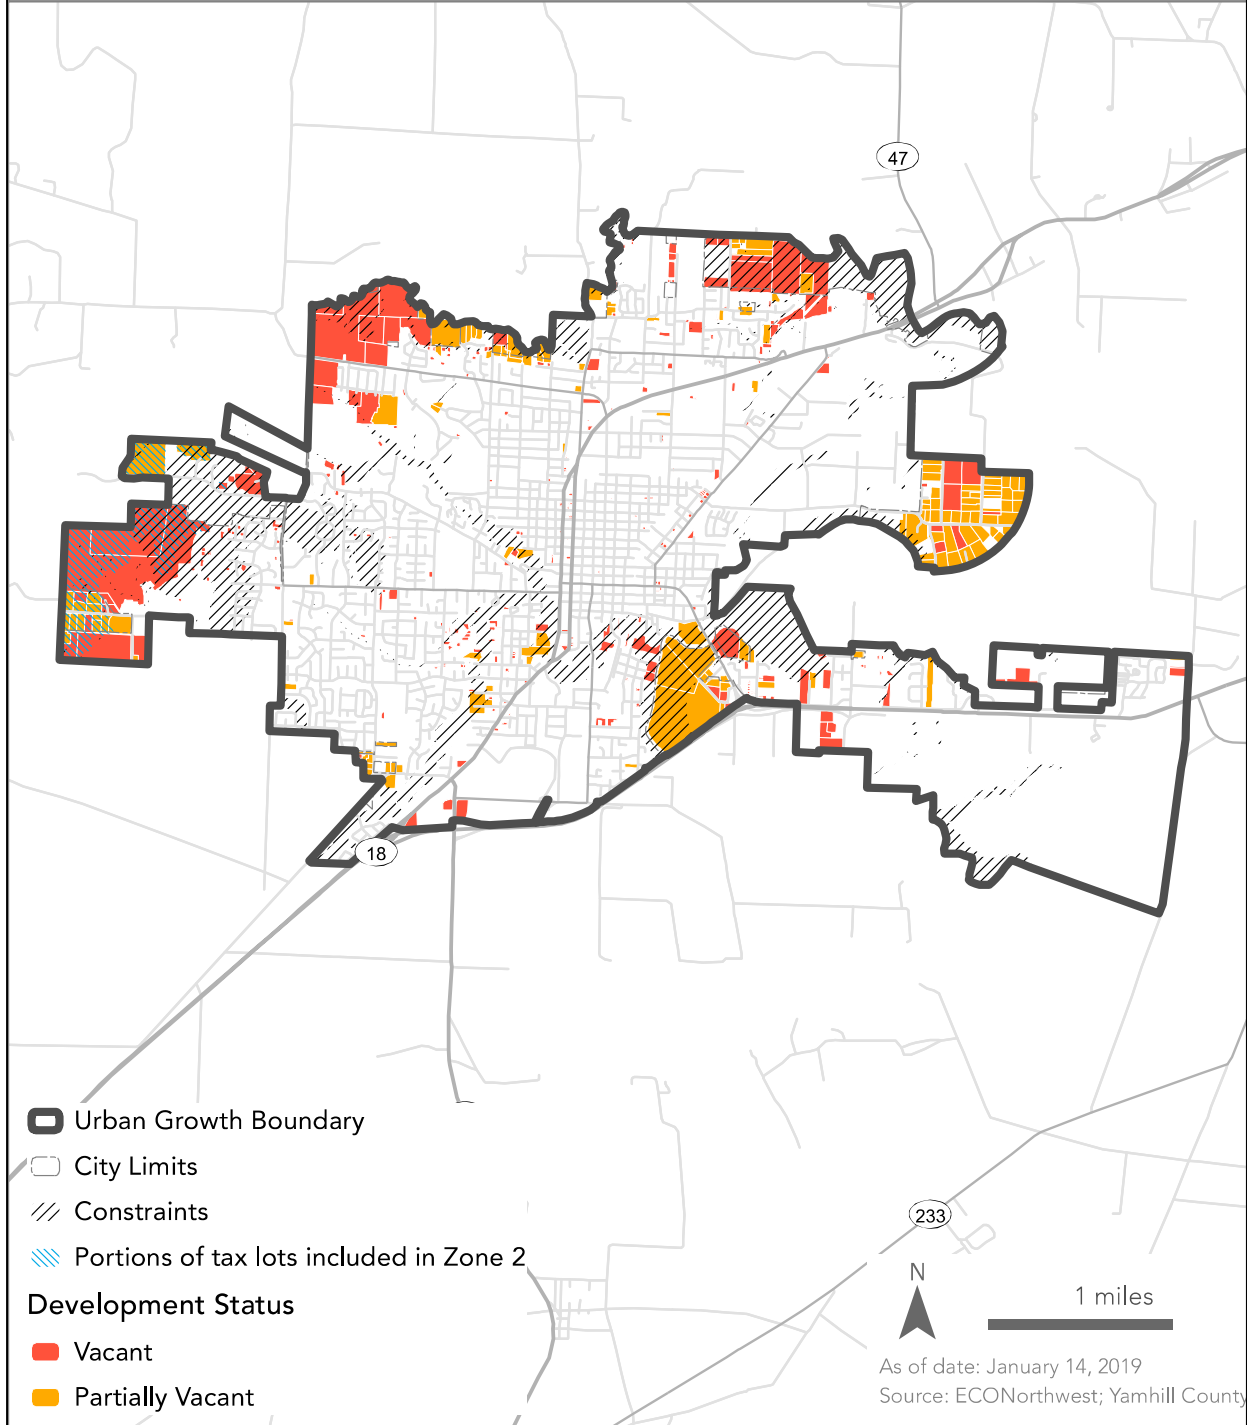 47
18
Urban Growth Boundary
City Limits
Constraints
Portions of tax lots included in Zone 2
Development Status
Vacant
Partially Vacant
233
N
1 miles
As of date: January 14, 2019
Source: ECONorthwest; Yamhill County